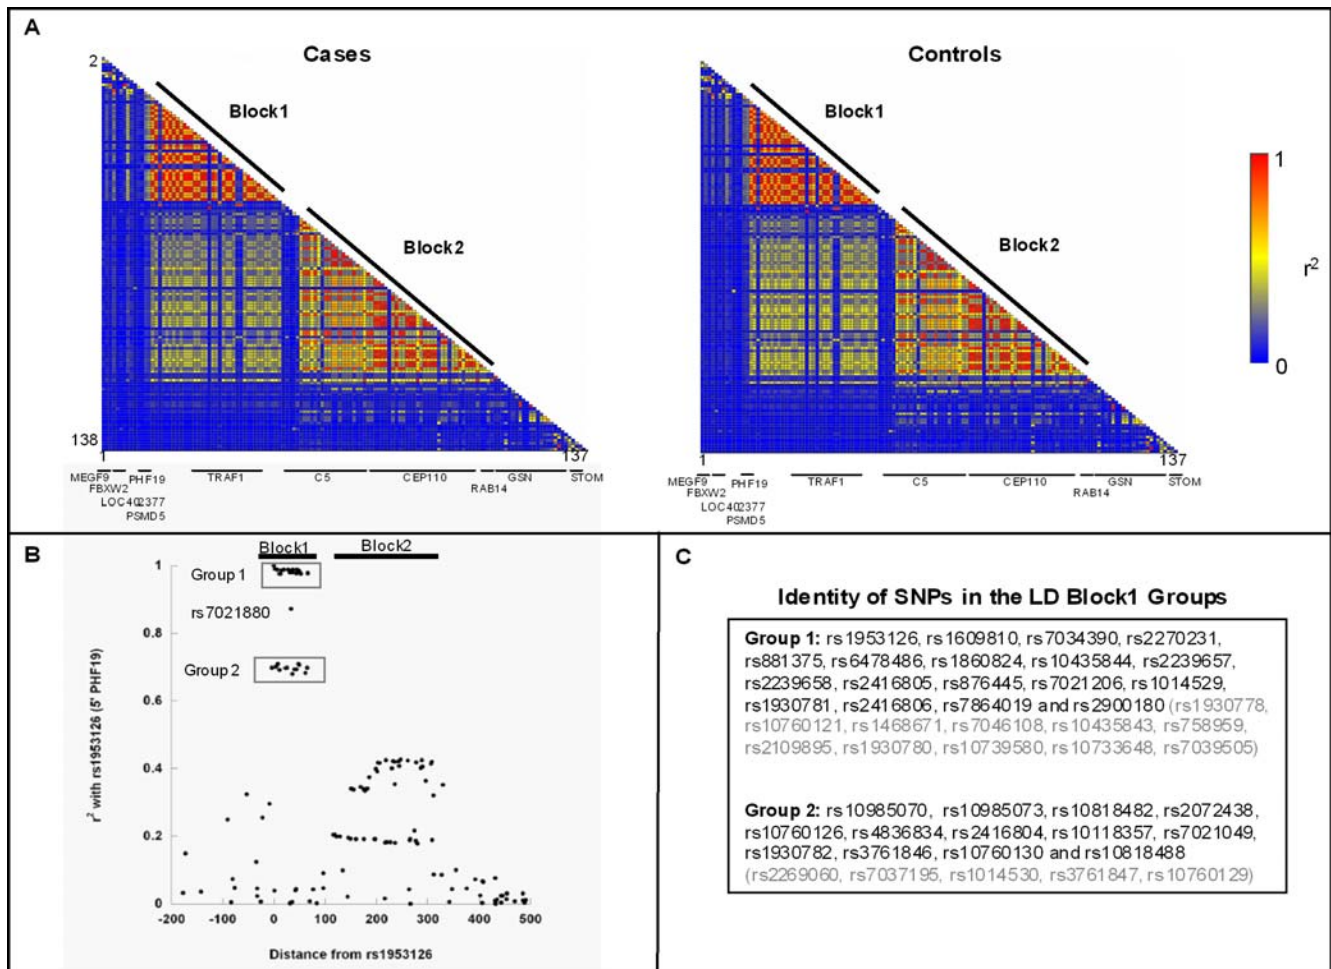 A
Cases
Controls
2
Block1
Block2
138
1
137
MEGF9
PHF19
TRAF1
C5
CEP110
GSN
STOM
FBXW2
RAB14
LOC402377
PSMD5
Block1
Block2
1
137
MEGF9
PHF19
TRAF1
C5
CEP110
GSN
STOM
FBXW2
RAB14
LOC402377
PSMD5
1
r²
0
B
Block1
Block2
Group 1
rs7021880
Group 2
r² with rs1953126 (5' PHF19)
1
0.8
0.6
0.4
0.2
0
-200
-100
0
100
200
300
400
500
Distance from rs1953126
C
Identity of SNPs in the LD Block1 Groups
Group 1: rs1953126, rs1609810, rs7034390, rs2270231,
rs881375, rs6478486, rs1860824, rs10435844, rs2239657,
rs2239658, rs2416805, rs876445, rs7021206, rs1014529,
rs1930781, rs2416806, rs7864019 and rs2900180 (rs1930778,
rs10760121, rs1468671, rs7046108, rs10435843, rs758959,
rs2109895, rs1930780, rs10739580, rs10733648, rs7039505)
Group 2: rs10985070, rs10985073, rs10818482, rs2072438,
rs10760126, rs4836834, rs2416804, rs10118357, rs7021049,
rs1930782, rs3761846, rs10760130 and rs10818488
(rs2269060, rs7037195, rs1014530, rs3761847, rs10760129)